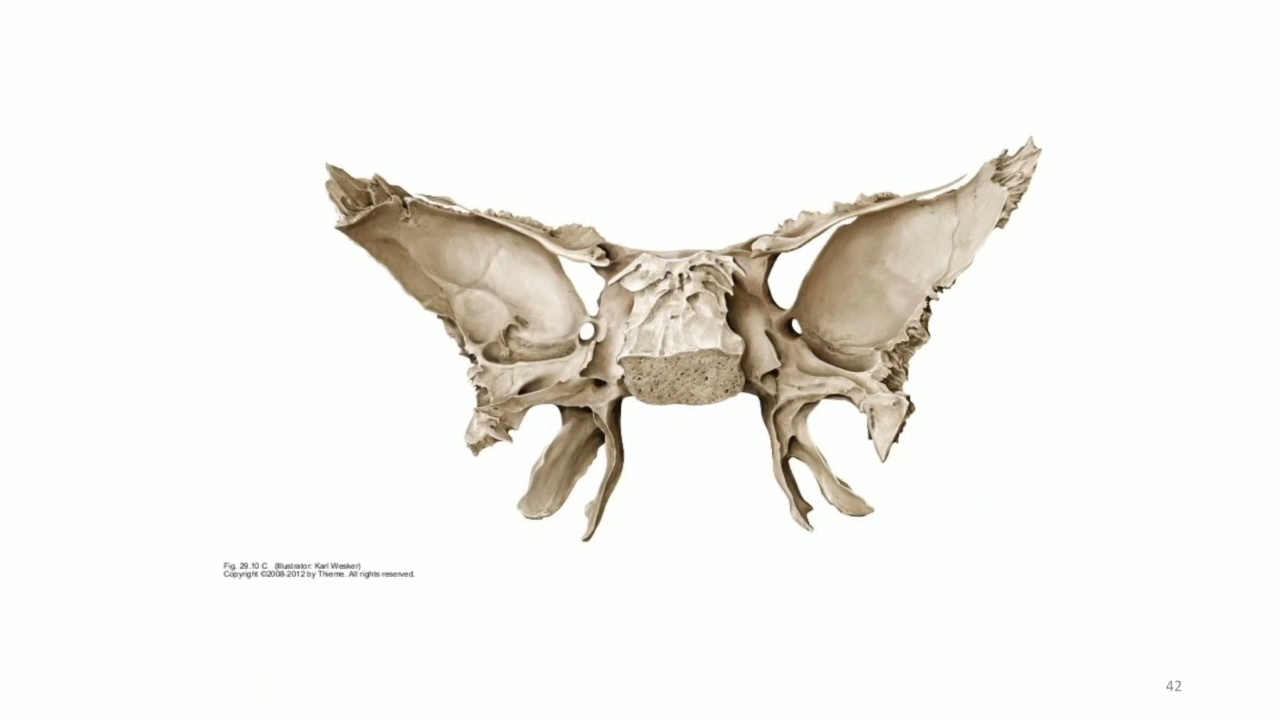 Fig. 29.10 C (Illustrator: Karl Wesker)
Copyright ©2008-2012 by Thieme. All rights reserved.
42